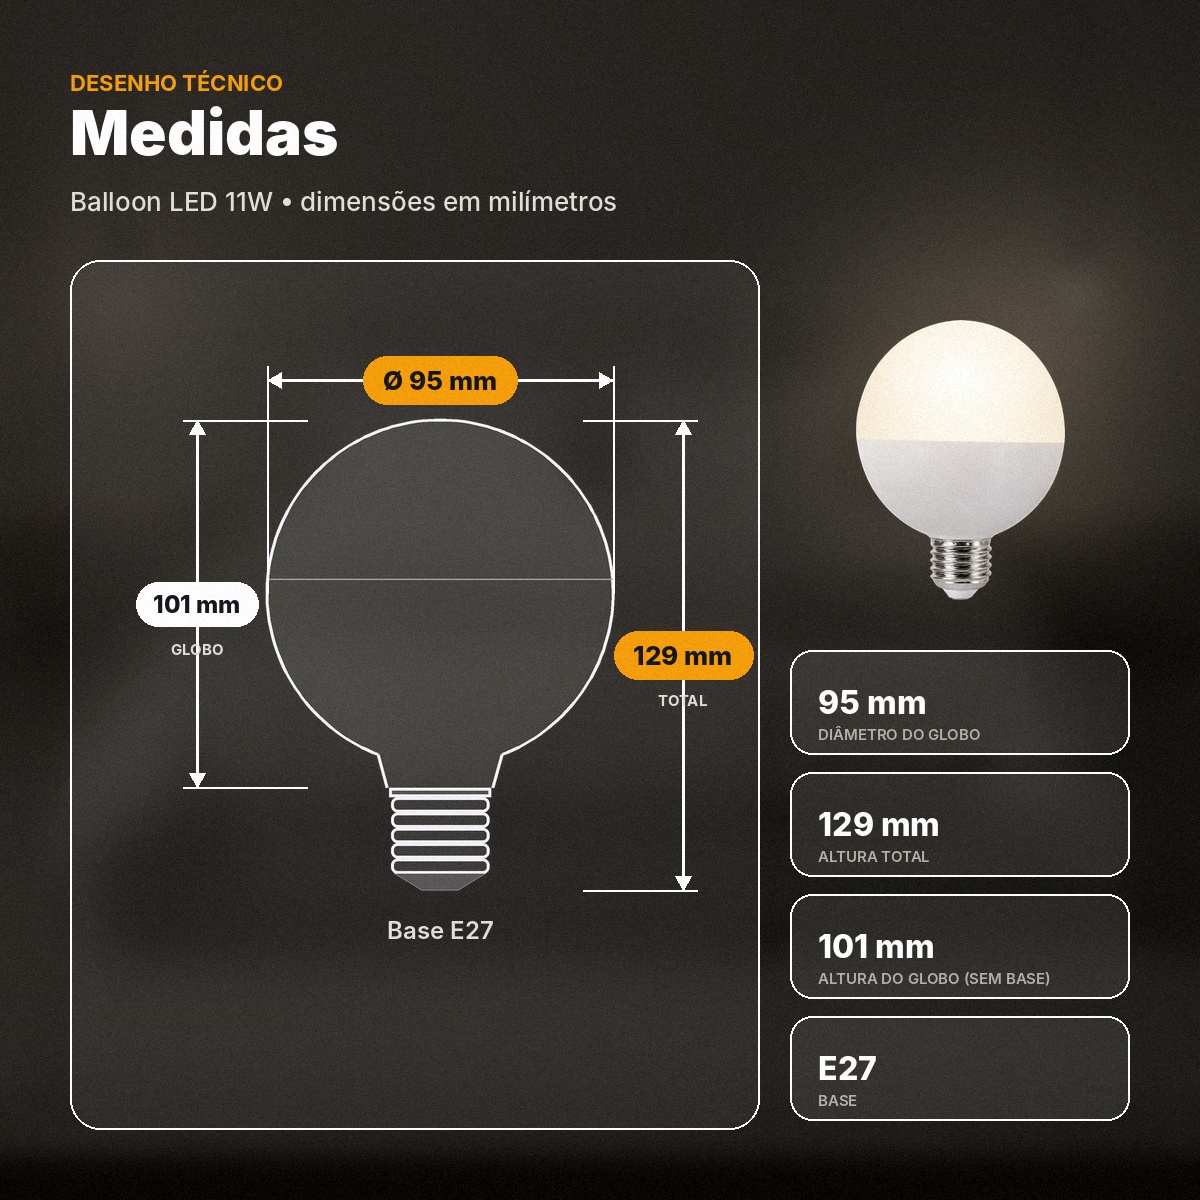 DESENHO TÉCNICO
Medidas
Balloon LED 11W • dimensões em milímetros
Ø 95 mm
101 mm
GLOBO
129 mm
TOTAL
Base E27
95 mm
DIÂMETRO DO GLOBO
129 mm
ALTURA TOTAL
101 mm
ALTURA DO GLOBO (SEM BASE)
E27
BASE